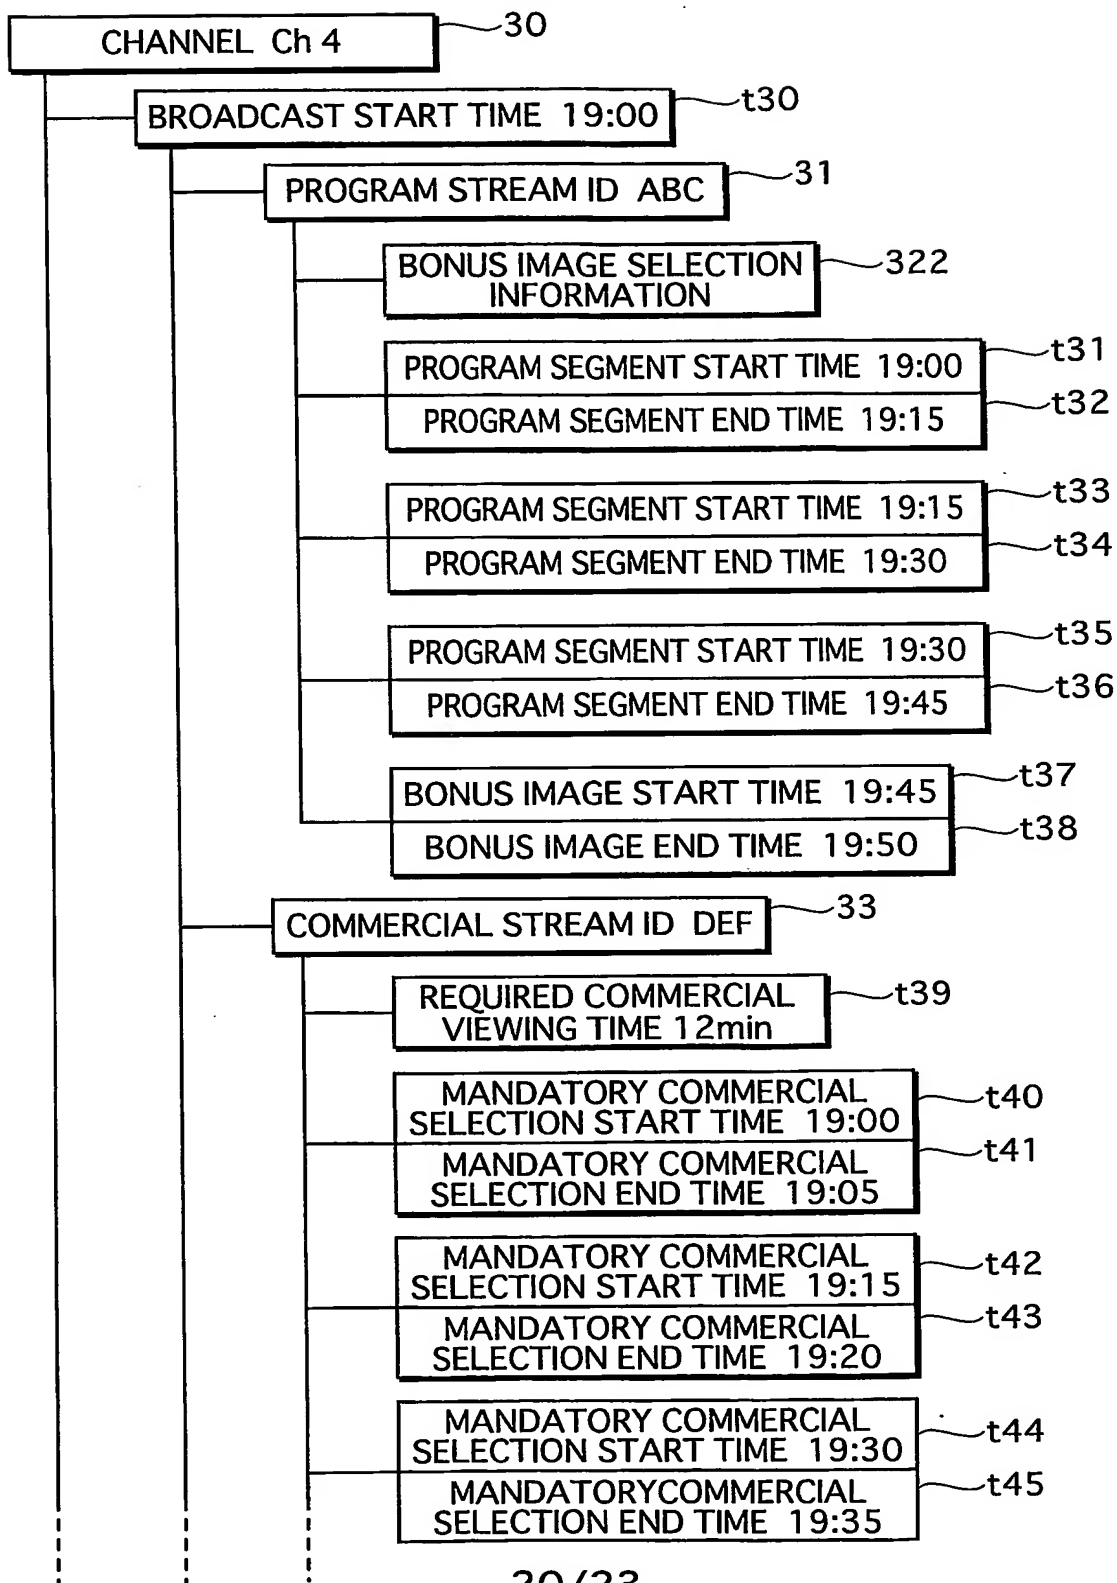 CHANNEL Ch 4
30
BROADCAST START TIME 19:00
t30
PROGRAM STREAM ID ABC
31
BONUS IMAGE SELECTION
INFORMATION
322
PROGRAM SEGMENT START TIME 19:00
t31
PROGRAM SEGMENT END TIME 19:15
t32
PROGRAM SEGMENT START TIME 19:15
t33
PROGRAM SEGMENT END TIME 19:30
t34
PROGRAM SEGMENT START TIME 19:30
t35
PROGRAM SEGMENT END TIME 19:45
t36
BONUS IMAGE START TIME 19:45
t37
BONUS IMAGE END TIME 19:50
t38
COMMERCIAL STREAM ID DEF
33
REQUIRED COMMERCIAL
VIEWING TIME 12min
t39
MANDATORY COMMERCIAL
SELECTION START TIME 19:00
t40
MANDATORY COMMERCIAL
SELECTION END TIME 19:05
t41
MANDATORY COMMERCIAL
SELECTION START TIME 19:15
t42
MANDATORY COMMERCIAL
SELECTION END TIME 19:20
t43
MANDATORY COMMERCIAL
SELECTION START TIME 19:30
t44
MANDATORYCOMMERCIAL
SELECTION END TIME 19:35
t45
20/23